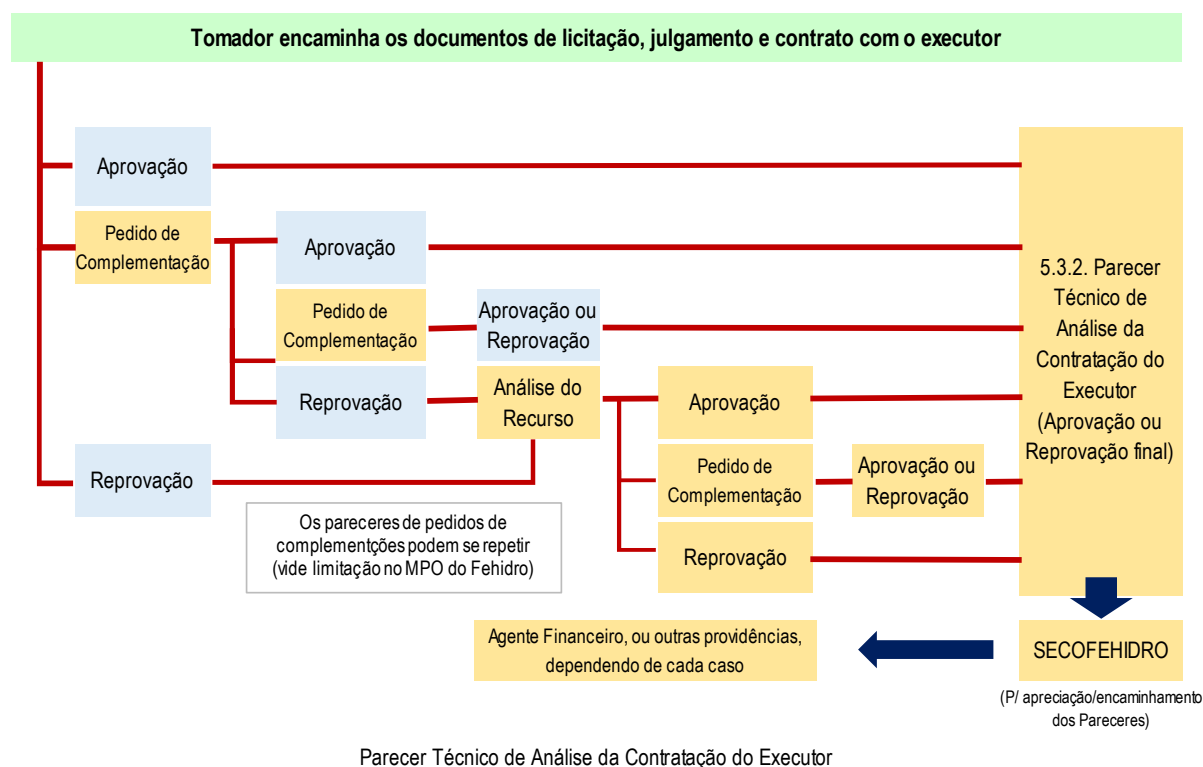 Tomador encaminha os documentos de licitação, julgamento e contrato com o executor
Aprovação
Pedido de
Complementação
Aprovação
Pedido de
Complementação
Aprovação ou
Reprovação
Reprovação
Análise do
Recurso
Aprovação
Reprovação
Pedido de
Complementação
Aprovação ou
Reprovação
Reprovação
5.3.2. Parecer
Técnico de
Análise da
Contratação do
Executor
(Aprovação ou
Reprovação final)
Os pareceres de pedidos de
complementções podem se repetir
(vide limitação no MPO do Fehidro)
Agente Financeiro, ou outras providências,
dependendo de cada caso
SECOFEHIDRO
(P/ apreciação/encaminhamento
dos Pareceres)
Parecer Técnico de Análise da Contratação do Executor